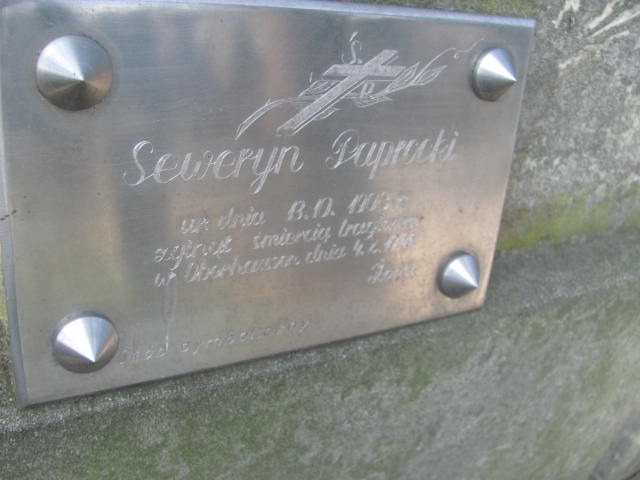 Ś. P.
Seweryn Paprocki
ur. dnia
zginął śmiercią tragiczną
w Oberhausen dnia
Grób symboliczny